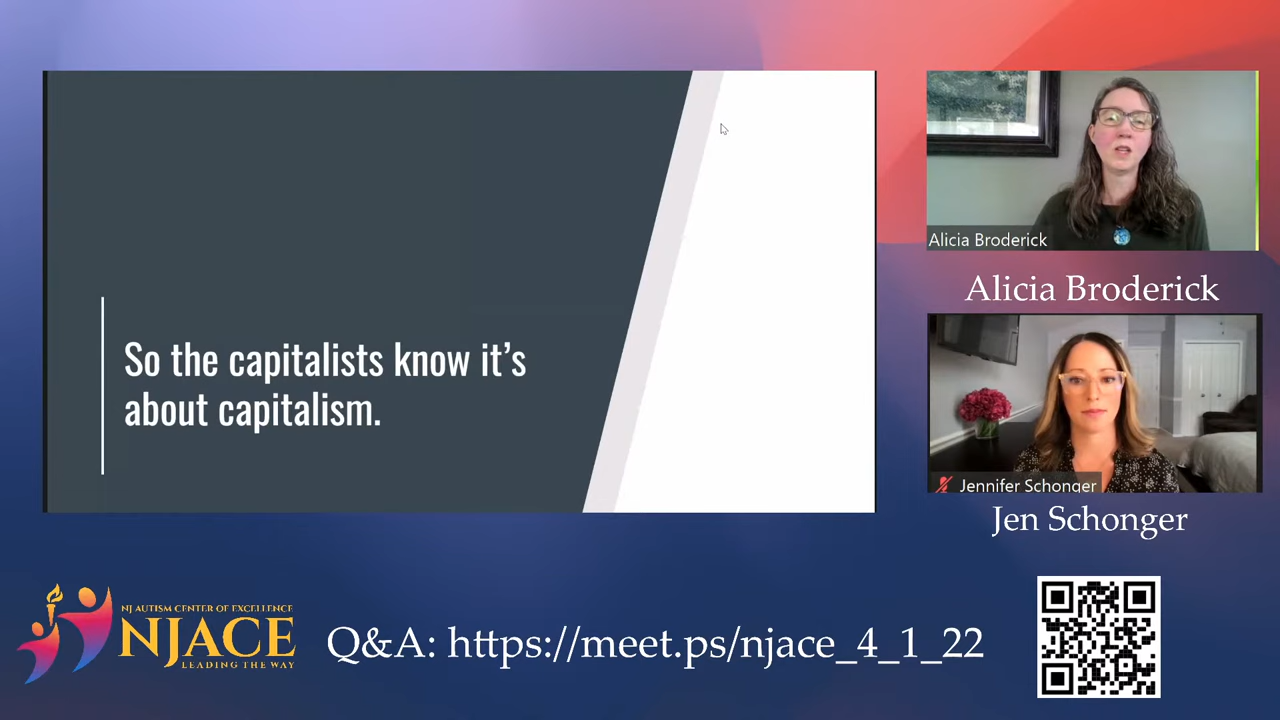 So the capitalists know it's
about capitalism.
Alicia Broderick
Alicia Broderick
Jennifer Schonger
Jen Schonger
NJ AUTISM CENTER OF EXCELLENCE
NJACE
LEADING THE WAY
Q&A: https://meet.ps/njace_4_1_22